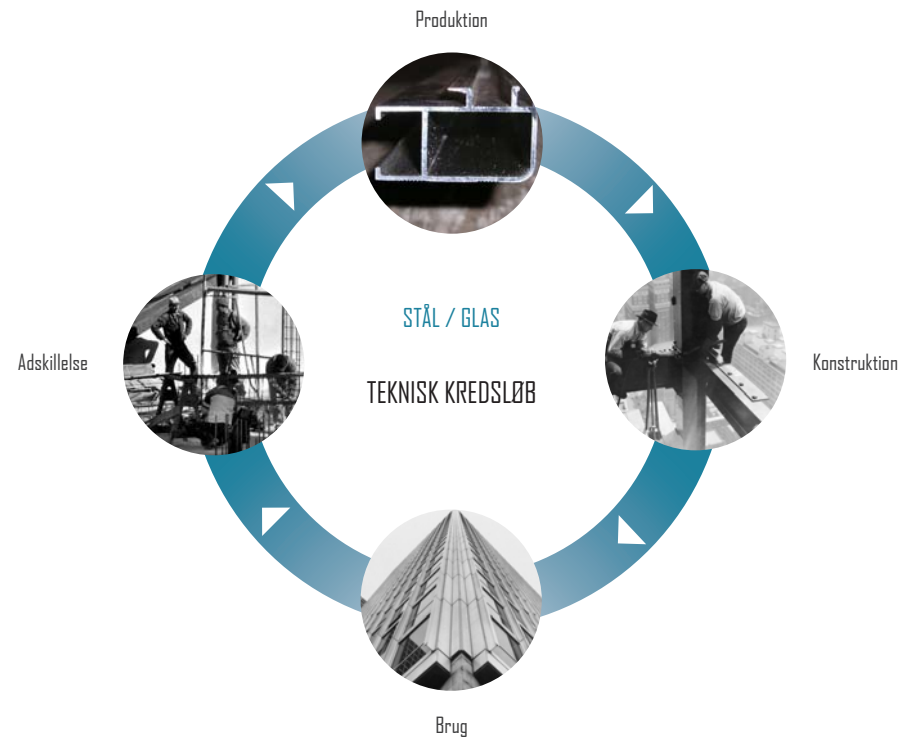 Produktion
STÅL / GLAS
Adskillelse
Konstruktion
TEKNISK KREDSLØB
Brug